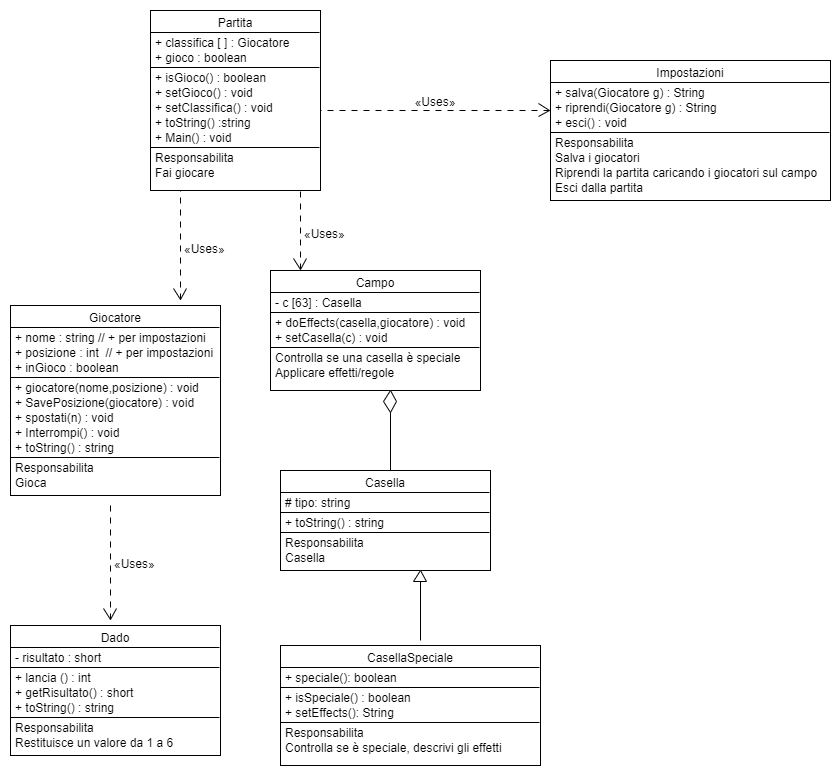 Partita
+ classifica [ ] : Giocatore
+ gioco : boolean
+ isGioco() : boolean
+ setGioco() : void
+ setClassifica() : void
+ toString() :string
+ Main() : void
Responsabilita
Fai giocare
«Uses»
Impostazioni
+ salva(Giocatore g) : String
+ riprendi(Giocatore g) : String
+ esci() : void
Responsabilita
Salva i giocatori
Riprendi la partita caricando i giocatori sul campo
Esci dalla partita
«Uses»
«Uses»
Giocatore
+ nome : string // + per impostazioni
+ posizione : int  // + per impostazioni
+ inGioco : boolean
+ giocatore(nome,posizione) : void
+ SavePosizione(giocatore) : void
+ spostati(n) : void
+ Interrompi() : void
+ toString() : string
Responsabilita
Gioca
Campo
- c [63] : Casella
+ doEffects(casella,giocatore) : void
+ setCasella(c) : void
Controlla se una casella è speciale
Applicare effetti/regole
Casella
# tipo: string
+ toString() : string
Responsabilita
Casella
«Uses»
Dado
- risultato : short
+ lancia () : int
+ getRisultato() : short
+ toString() : string
Responsabilita
Restituisce un valore da 1 a 6
CasellaSpeciale
+ speciale(): boolean
+ isSpeciale() : boolean
+ setEffects(): String
Responsabilita
Controlla se è speciale, descrivi gli effetti